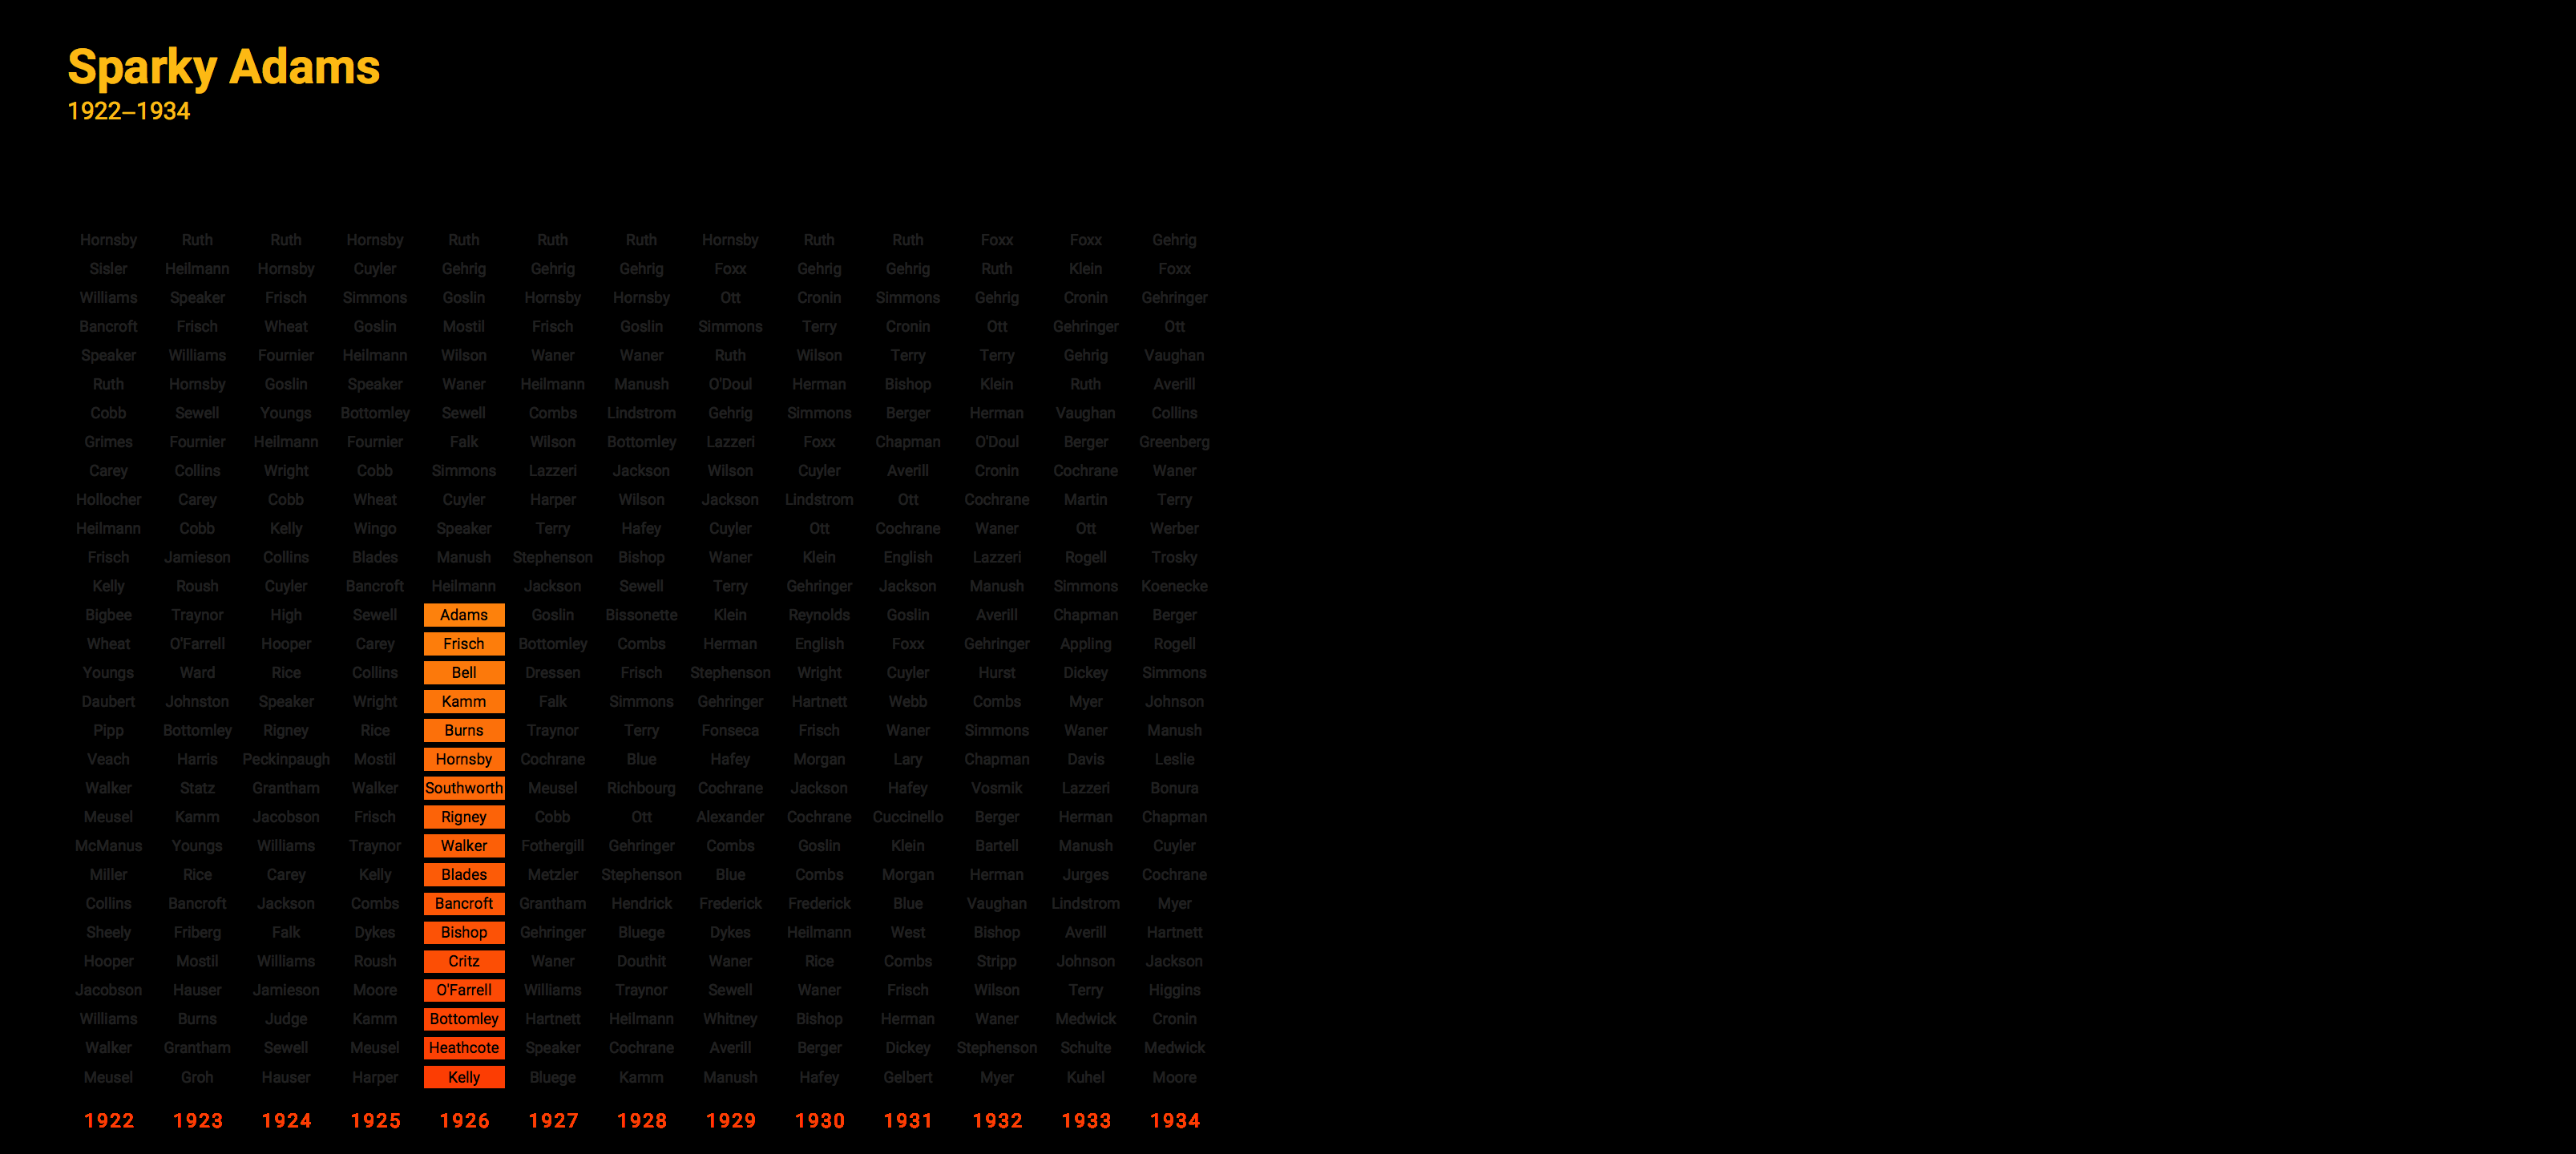 Sparky Adams
1922–1934
Hornsby Ruth Ruth Hornsby Ruth Ruth Ruth Hornsby Ruth Ruth Foxx Foxx Gehrig
Sisler Heilmann Hornsby Cuyler Gehrig Gehrig Gehrig Foxx Gehrig Gehrig Ruth Klein Foxx
Williams Speaker Frisch Simmons Goslin Hornsby Hornsby Ott Cronin Simmons Gehrig Cronin Gehringer
Bancroft Frisch Wheat Goslin Mostil Frisch Goslin Simmons Terry Cronin Ott Gehringer Ott
Speaker Williams Fournier Heilmann Wilson Waner Waner Ruth Wilson Terry Terry Gehrig Vaughan
Ruth Hornsby Goslin Speaker Waner Heilmann Manush O'Doul Herman Bishop Klein Ruth Averill
Cobb Sewell Youngs Bottomley Sewell Combs Lindstrom Gehrig Simmons Berger Herman Vaughan Collins
Grimes Fournier Heilmann Fournier Falk Wilson Bottomley Lazzeri Foxx Chapman O'Doul Berger Greenberg
Carey Collins Wright Cobb Simmons Lazzeri Jackson Wilson Cuyler Averill Cronin Cochrane Waner
Hollocher Carey Cobb Wheat Cuyler Harper Wilson Jackson Lindstrom Ott Cochrane Martin Terry
Heilmann Cobb Kelly Wingo Speaker Terry Hafey Cuyler Ott Cochrane Waner Ott Werber
Frisch Jamieson Collins Blades Manush Stephenson Bishop Waner Klein English Lazzeri Rogell Trosky
Kelly Roush Cuyler Bancroft Heilmann Jackson Sewell Terry Gehringer Jackson Manush Simmons Koenecke
Bigbee Traynor High Sewell Adams Goslin Bissonette Klein Reynolds Goslin Averill Chapman Berger
Wheat O'Farrell Hooper Carey Frisch Bottomley Combs Herman English Foxx Gehringer Appling Rogell
Youngs Ward Rice Collins Bell Dressen Frisch Stephenson Wright Cuyler Hurst Dickey Simmons
Daubert Johnston Speaker Wright Kamm Falk Simmons Gehringer Hartnett Webb Combs Myer Johnson
Pipp Bottomley Rigney Rice Burns Traynor Terry Fonseca Frisch Waner Simmons Waner Manush
Veach Harris Peckinpaugh Mostil Hornsby Cochrane Blue Hafey Morgan Lary Chapman Davis Leslie
Walker Statz Grantham Walker Southworth Meusel Richbourg Cochrane Jackson Hafey Vosmik Lazzeri Bonura
Meusel Kamm Jacobson Frisch Rigney Cobb Ott Alexander Cochrane Cuccinello Berger Herman Chapman
McManus Youngs Williams Traynor Walker Fothergill Gehringer Combs Goslin Klein Bartell Manush Cuyler
Miller Rice Carey Kelly Blades Metzler Stephenson Blue Combs Morgan Herman Jurges Cochrane
Collins Bancroft Jackson Combs Bancroft Grantham Hendrick Frederick Frederick Blue Vaughan Lindstrom Myer
Sheely Friberg Falk Dykes Bishop Gehringer Bluege Dykes Heilmann West Bishop Averill Hartnett
Hooper Mostil Williams Roush Critz Waner Douthit Waner Rice Combs Stripp Johnson Jackson
Jacobson Hauser Jamieson Moore O'Farrell Williams Traynor Sewell Waner Frisch Wilson Terry Higgins
Williams Burns Judge Kamm Bottomley Hartnett Heilmann Whitney Bishop Herman Waner Medwick Cronin
Walker Grantham Sewell Meusel Heathcote Speaker Cochrane Averill Berger Dickey Stephenson Schulte Medwick
Meusel Groh Hauser Harper Kelly Bluege Kamm Manush Hafey Gelbert Myer Kuhel Moore
1922 1923 1924 1925 1926 1927 1928 1929 1930 1931 1932 1933 1934